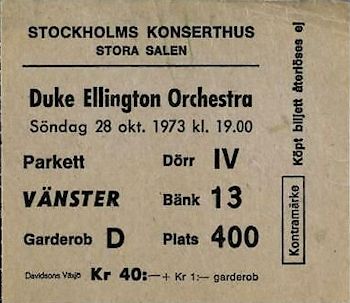 STOCKHOLMS KONSERTHUS
STORA SALEN
Duke Ellington Orchestra
Söndag 28 okt. 1973 kl. 19.00
Parkett Dörr IV
VÄNSTER Bänk 13
Garderob D Plats 400
Davidsons Växjö Kr 40:—+ Kr 1:— garderob
Kontramärke
Köpt biljett återlöses ej